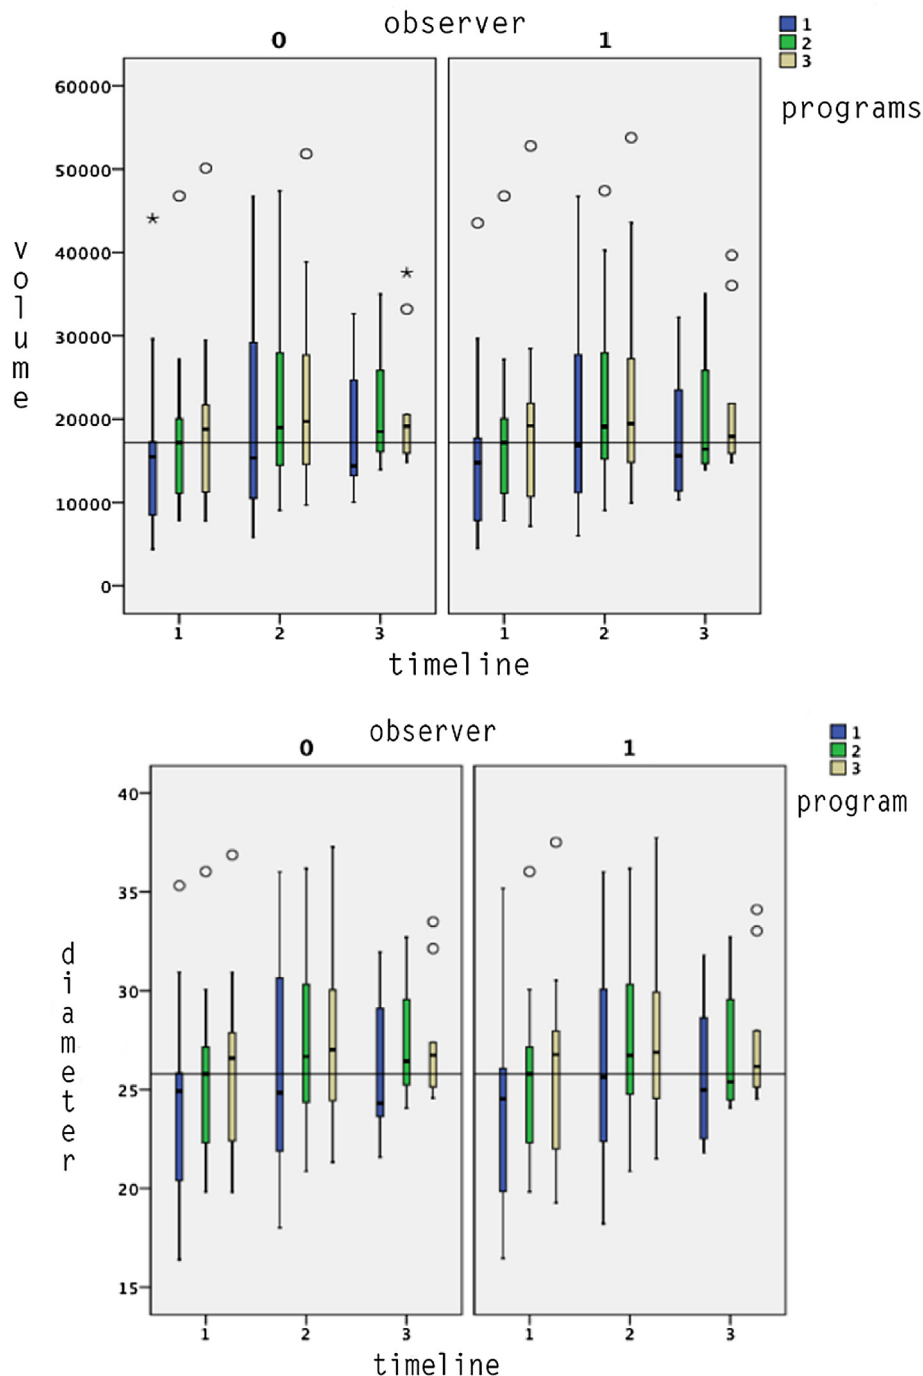 observer
0 1
1
2
3
programs
60000
50000
40000
30000
20000
10000
0
volume
1 2 3 1 2 3
timeline
observer
0 1
1
2
3
program
40
35
30
25
20
15
diameter
1 2 3 1 2 3
timeline